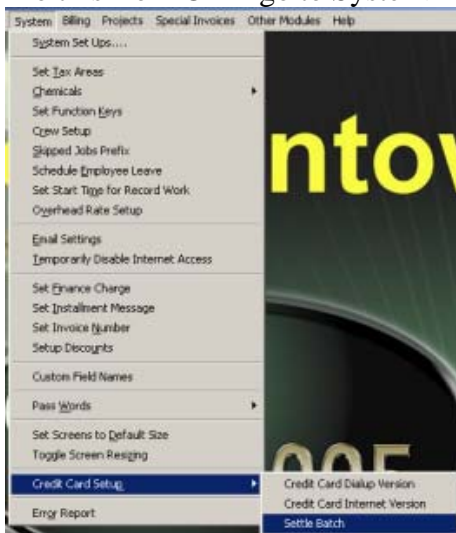 System Billing Projects Special Invoices Other Modules Help
System Set Ups....
Set Tax Areas
Chemicals
Set Function Keys
Crew Setup
Skipped Jobs Prefix
Schedule Employee Leave
Set Start Time for Record Work
Overhead Rate Setup
Email Settings
Temporarily Disable Internet Access
Set Finance Charge
Set Installment Message
Set Invoice Number
Setup Discounts
Custom Field Names
Pass Words
Set Screens to Default Size
Toggle Screen Resizing
Credit Card Setup
Error Report
Credit Card Dialup Version
Credit Card Internet Version
Settle Batch
ntov
005